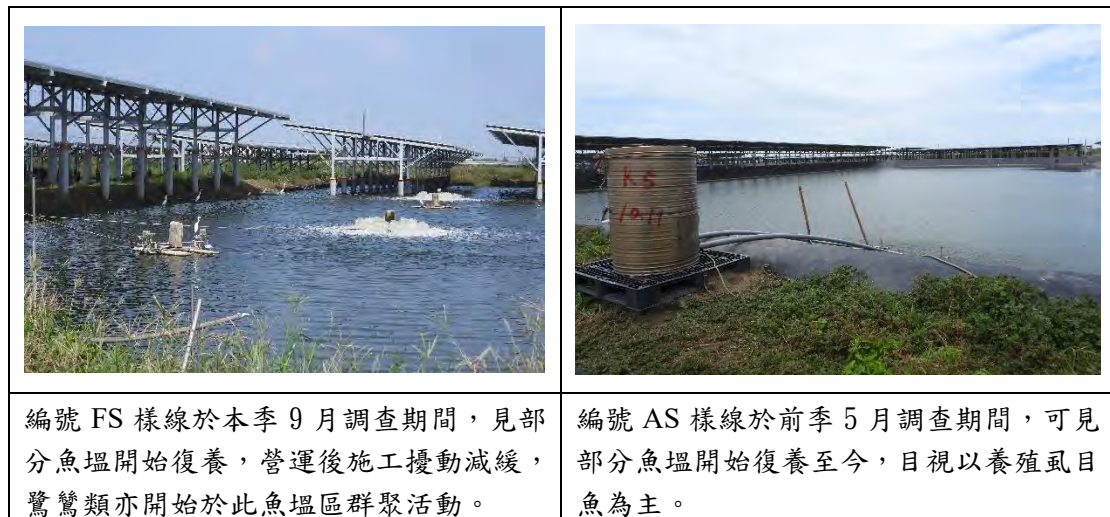 K5
10.11
編號 FS 樣線於本季 9 月調查期間，見部
分魚塭開始復養，營運後施工擾動減緩，
鷺鷥類亦開始於此魚塭區群聚活動。
編號 AS 樣線於前季 5 月調查期間，可見
部分魚塭開始復養至今，目視以養殖虱目
魚為主。